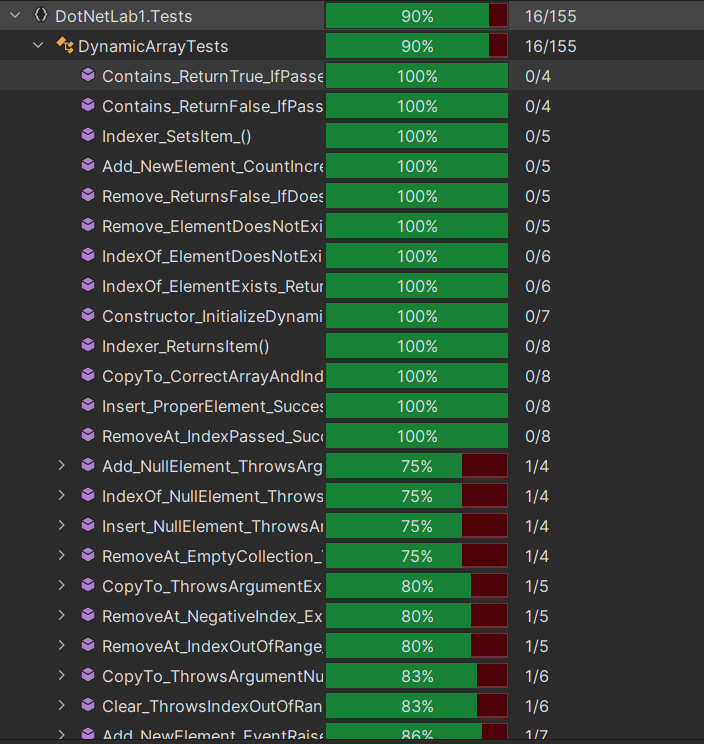 DotNetLab1.Tests 90% 16/155
DynamicArrayTests 90% 16/155
Contains_ReturnTrue_IfPasse 100% 0/4
Contains_ReturnFalse_IfPass 100% 0/4
Indexer_SetsItem_() 100% 0/5
Add_NewElement_CountIncre 100% 0/5
Remove_ReturnsFalse_IfDoes 100% 0/5
Remove_ElementDoesNotExi 100% 0/5
IndexOf_ElementDoesNotExi 100% 0/6
IndexOf_ElementExists_Retur 100% 0/6
Constructor_InitializeDynami 100% 0/7
Indexer_ReturnsItem() 100% 0/8
CopyTo_CorrectArrayAndInd 100% 0/8
Insert_ProperElement_Succes 100% 0/8
RemoveAt_IndexPassed_Succ 100% 0/8
Add_NullElement_ThrowsArg 75% 1/4
IndexOf_NullElement_Throws 75% 1/4
Insert_NullElement_ThrowsAr 75% 1/4
RemoveAt_EmptyCollection_ 75% 1/4
CopyTo_ThrowsArgumentEx 80% 1/5
RemoveAt_NegativeIndex_Ex 80% 1/5
RemoveAt_IndexOutOfRange_ 80% 1/5
CopyTo_ThrowsArgumentNu 83% 1/6
Clear_ThrowsIndexOutOfRan 83% 1/6
Add_NewElement_EventRaise 86% 1/7